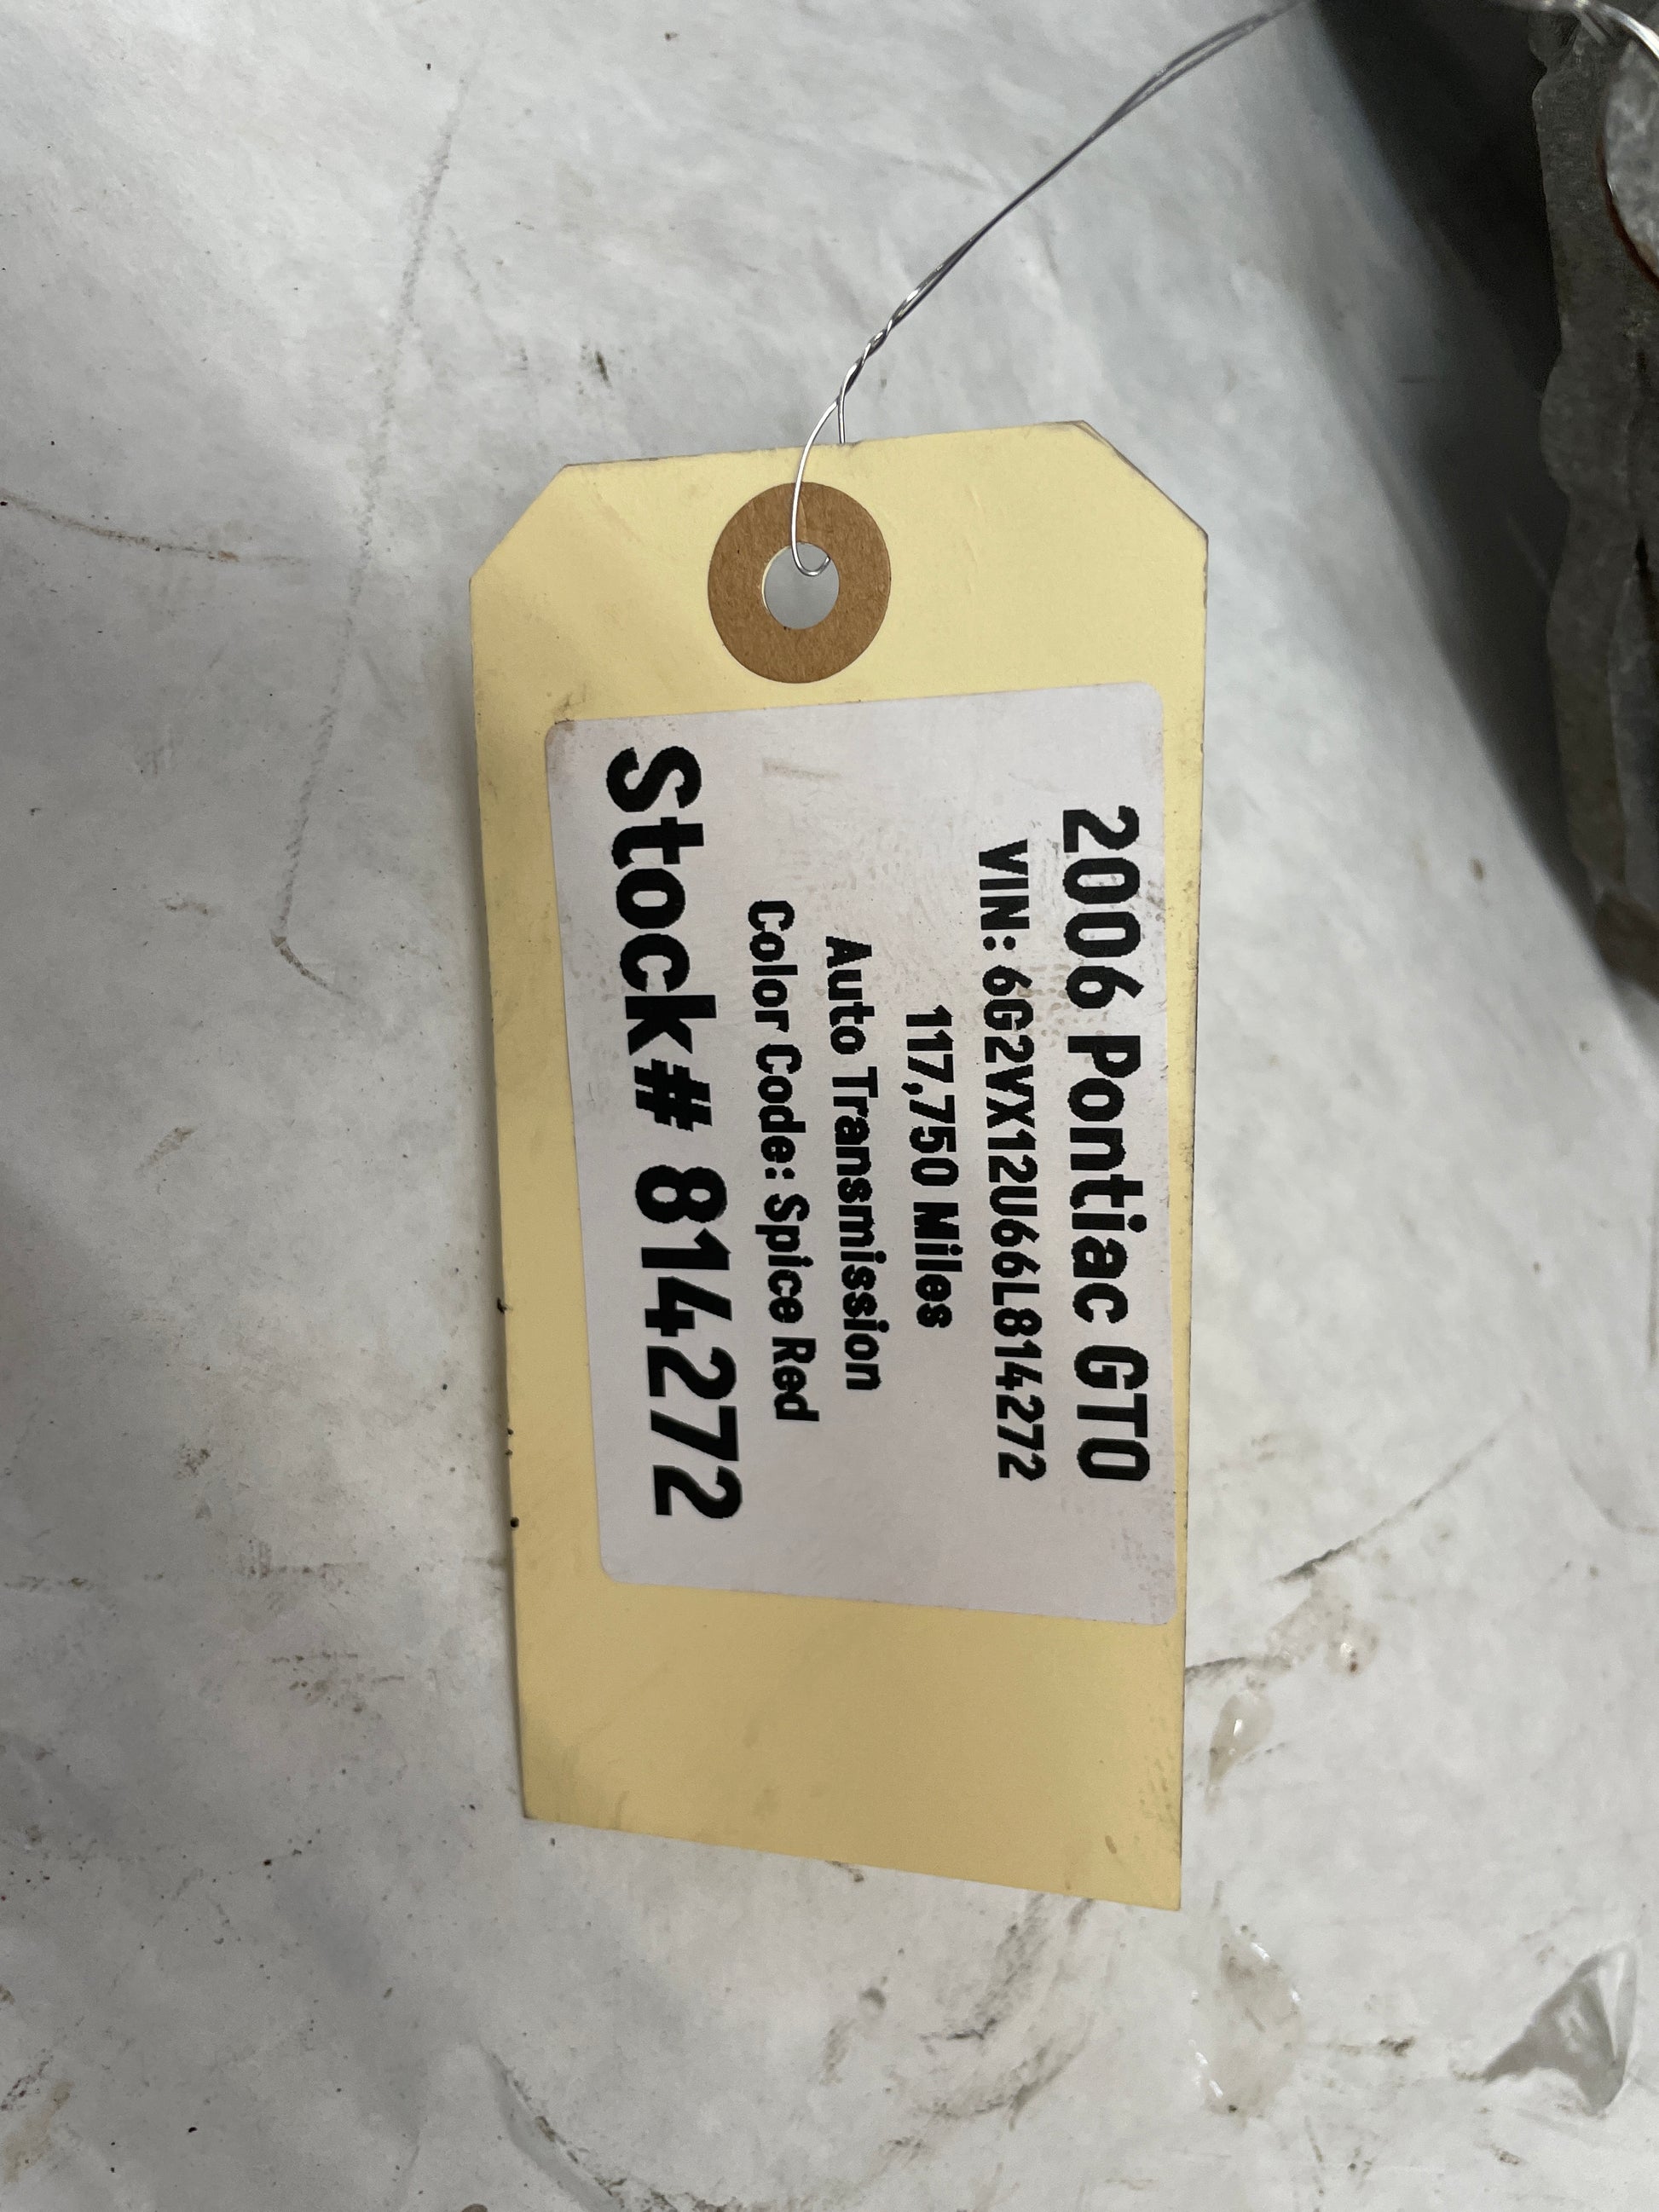 2006 Pontiac GTO
VIN: 6G2VX12U66L814272
117,750 Miles
Auto Transmission
Color Code: Spice Red
Stock# 814272